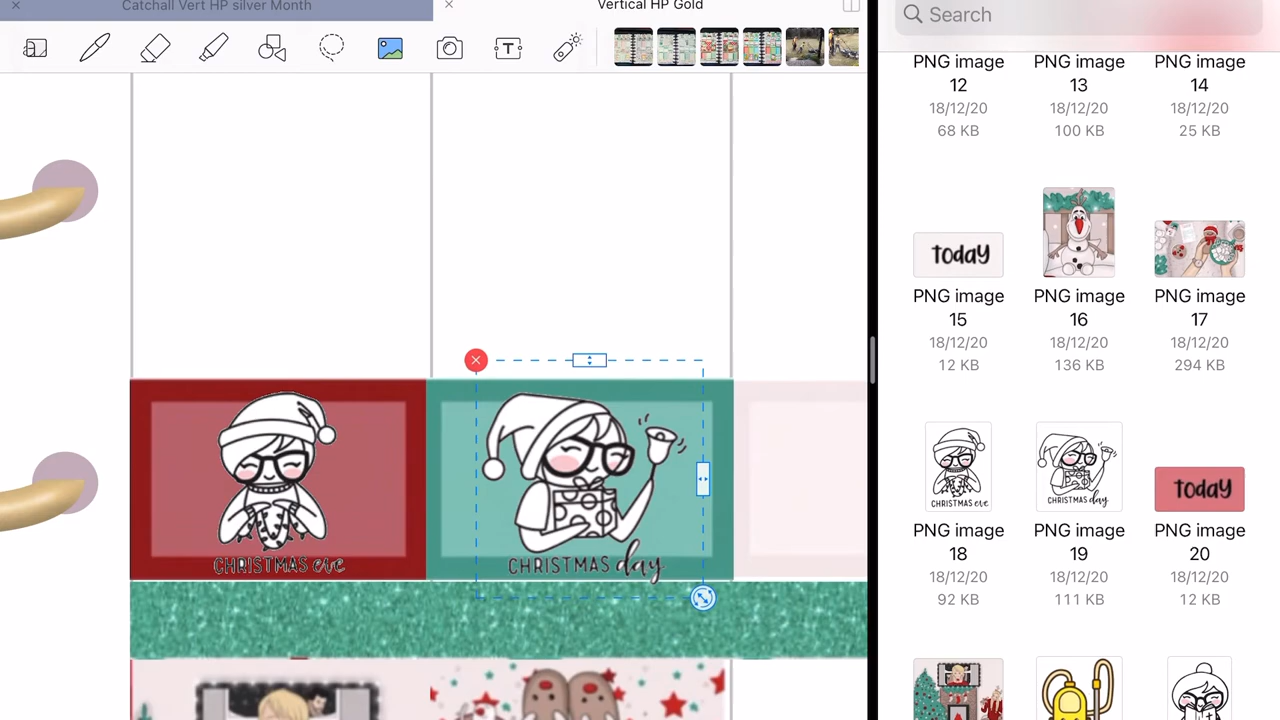 Catchall Vert HP silver Month
Vertical HP Gold
Search
PNG image 12
18/12/20
68 KB
PNG image 13
18/12/20
100 KB
PNG image 14
18/12/20
25 KB
today
PNG image 15
18/12/20
12 KB
PNG image 16
18/12/20
136 KB
PNG image 17
18/12/20
294 KB
CHRISTMAS eve
PNG image 18
18/12/20
92 KB
CHRISTMAS day
PNG image 19
18/12/20
111 KB
today
PNG image 20
18/12/20
12 KB
CHRISTMAS eve
CHRISTMAS day
T